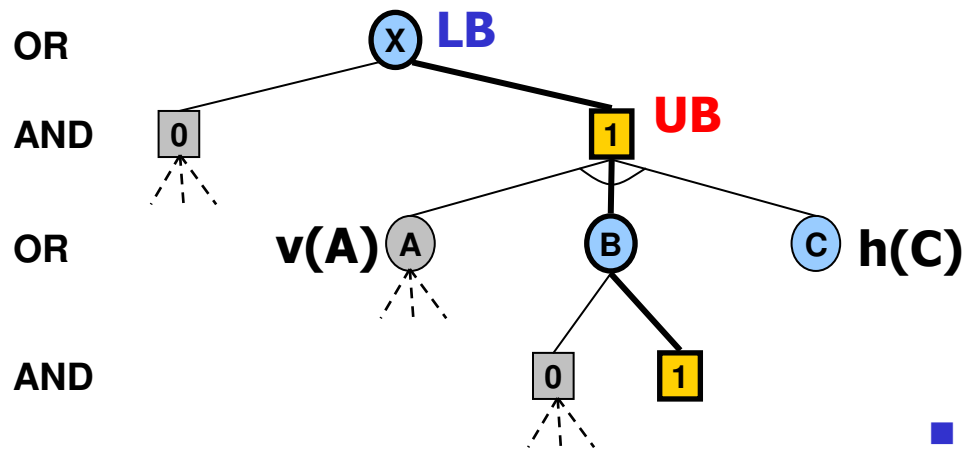 OR X LB
AND 0 1 UB
OR v(A) A B C h(C)
AND 0 1